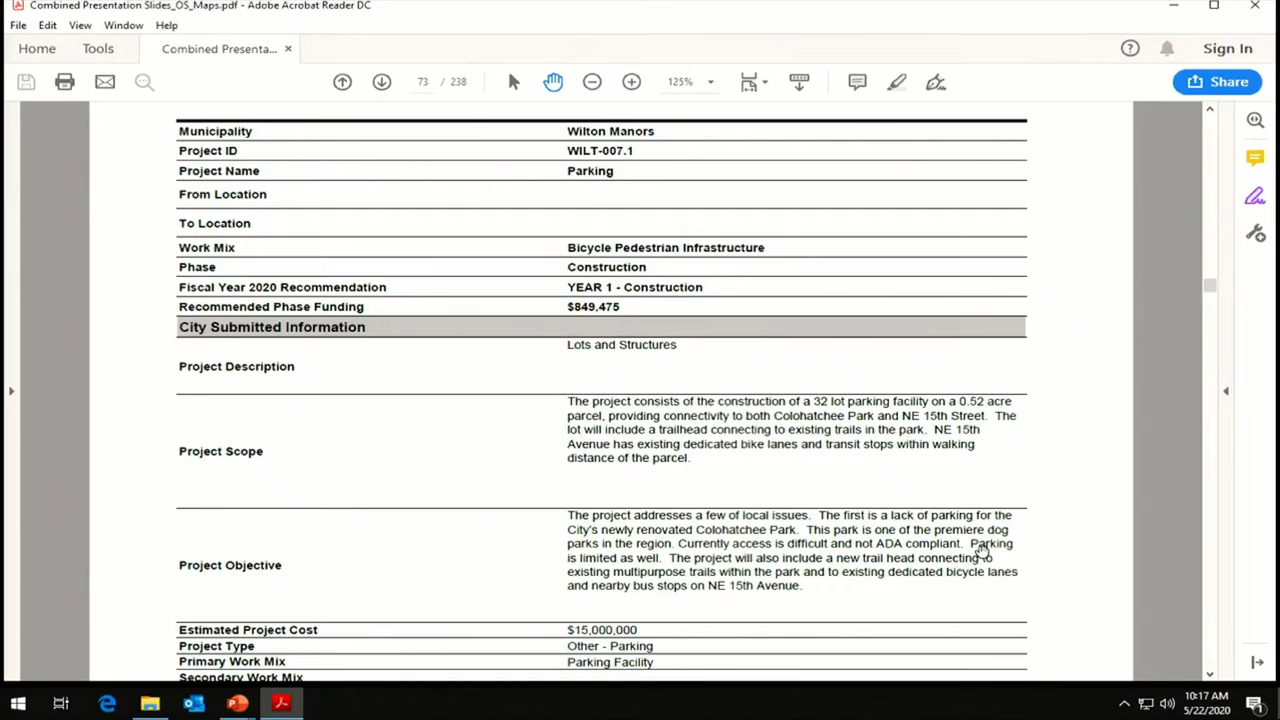 Combined Presentation Slides_OS_Maps.pdf - Adobe Acrobat Reader DC
File Edit View Window Help
Home Tools Combined Presenta... × Sign In
73 / 238 125% Share
Municipality Wilton Manors
Project ID WILT-007.1
Project Name Parking
From Location
To Location
Work Mix Bicycle Pedestrian Infrastructure
Phase Construction
Fiscal Year 2020 Recommendation YEAR 1 - Construction
Recommended Phase Funding $849,475
City Submitted Information
Lots and Structures
Project Description
The project consists of the construction of a 32 lot parking facility on a 0.52 acre
parcel, providing connectivity to both Colohatchee Park and NE 15th Street. The
lot will include a trailhead connecting to existing trails in the park. NE 15th
Avenue has existing dedicated bike lanes and transit stops within walking
distance of the parcel.
Project Scope
The project addresses a few of local issues. The first is a lack of parking for the
City's newly renovated Colohatchee Park. This park is one of the premiere dog
parks in the region. Currently access is difficult and not ADA compliant. Parking
is limited as well. The project will also include a new trail head connecting to
existing multipurpose trails within the park and to existing dedicated bicycle lanes
and nearby bus stops on NE 15th Avenue.
Project Objective
Estimated Project Cost $15,000,000
Project Type Other - Parking
Primary Work Mix Parking Facility
Secondary Work Mix
10:17 AM
5/22/2020